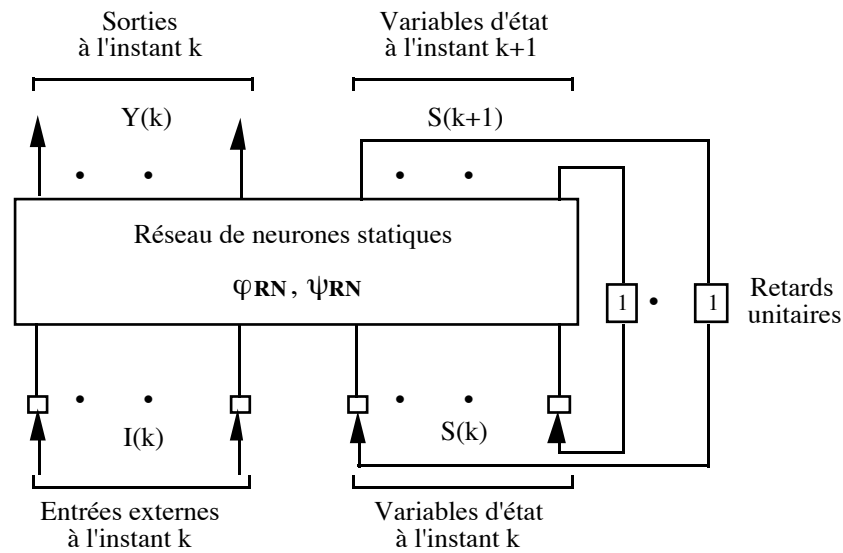 Sorties
à l'instant k
Variables d'état
à l'instant k+1
Y(k)
S(k+1)
Réseau de neurones statiques
φRN, ψRN
1
1
Retards
unitaires
I(k)
S(k)
Entrées externes
à l'instant k
Variables d'état
à l'instant k